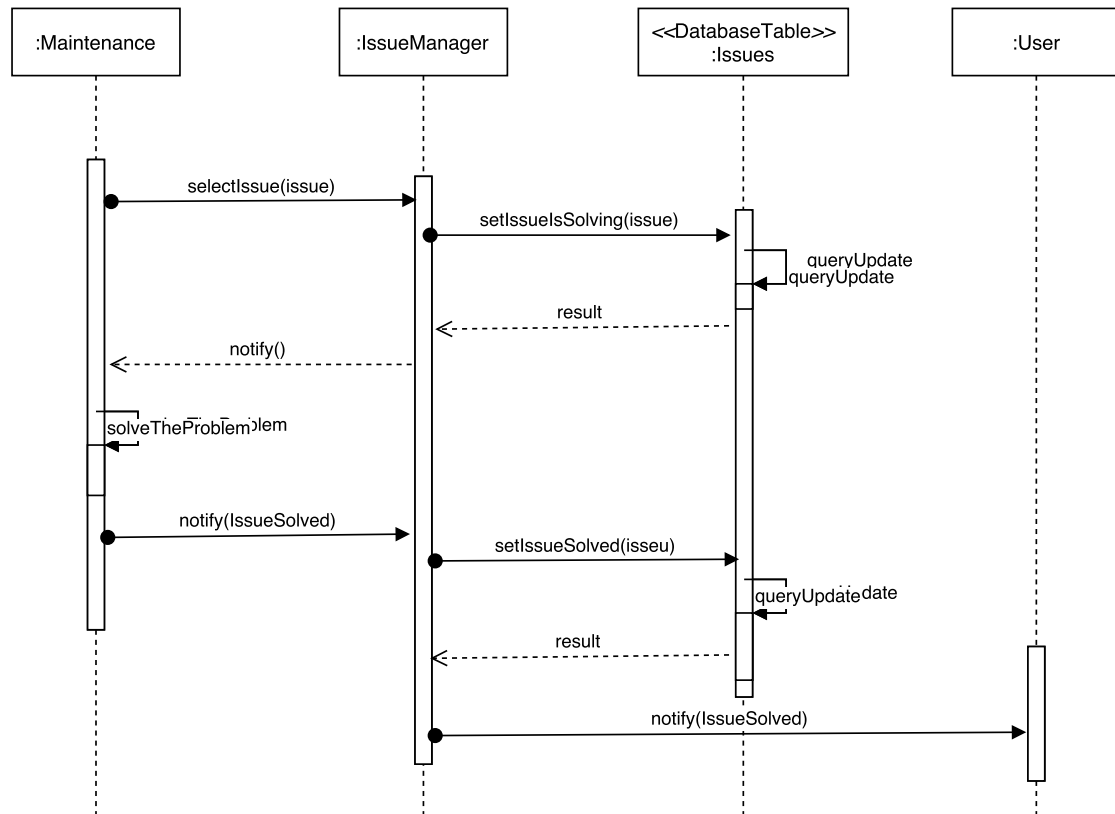 :Maintenance
:IssueManager
<<DatabaseTable>>
:Issues
:User
selectIssue(issue)
setIssueIsSolving(issue)
queryUpdate
queryUpdate
result
notify()
solveTheProblem
notify(IssueSolved)
setIssueSolved(isseu)
queryUpdate
result
notify(IssueSolved)